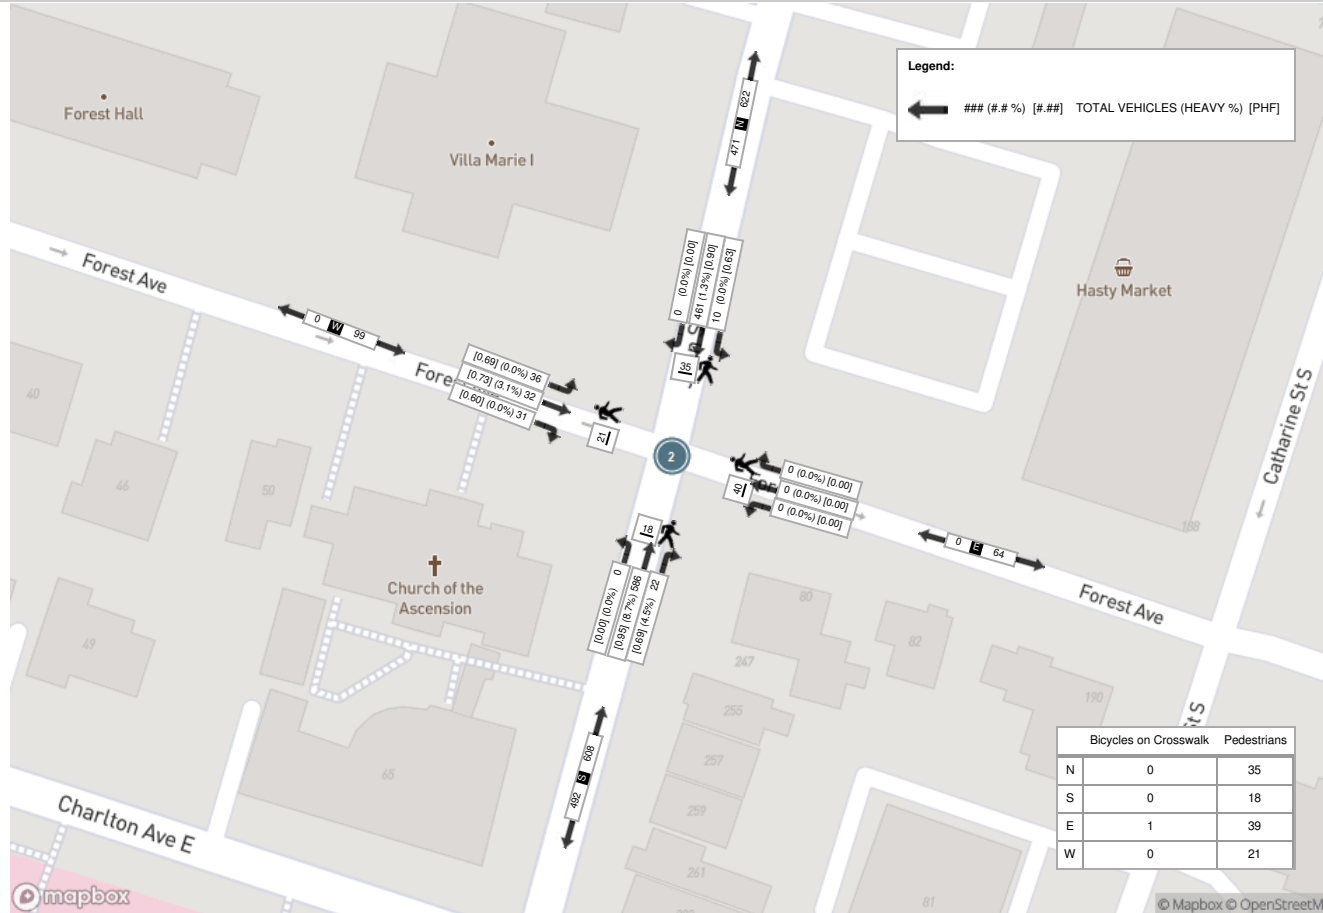 Legend:
### (#.# %) [#.##] TOTAL VEHICLES (HEAVY %) [PHF]
Forest Hall
Villa Marie I
Hasty Market
Forest Ave
Catharine St S
471 N 622
0 (0.0%) [0.00]
461 (1.3%) [0.90]
10 (0.0%) [0.63]
35
0 W 99
[0.69] (0.0%) 36
[0.73] (3.1%) 32
[0.60] (0.0%) 31
Fore
21
2
40
0 (0.0%) [0.00]
0 (0.0%) [0.00]
0 (0.0%) [0.00]
18
[0.00] (0.0%) 0
[0.95] (8.7%) 586
[0.69] (4.5%) 22
0 E 64
Forest Ave
40
46
50
188
Church of the
Ascension
49
80
82
247
190
255
St S
257
65
259
492 S 608
Charlton Ave E
261
81
Bicycles on Crosswalk Pedestrians
N 0 35
S 0 18
E 1 39
W 0 21
mapbox
© Mapbox © OpenStreetM